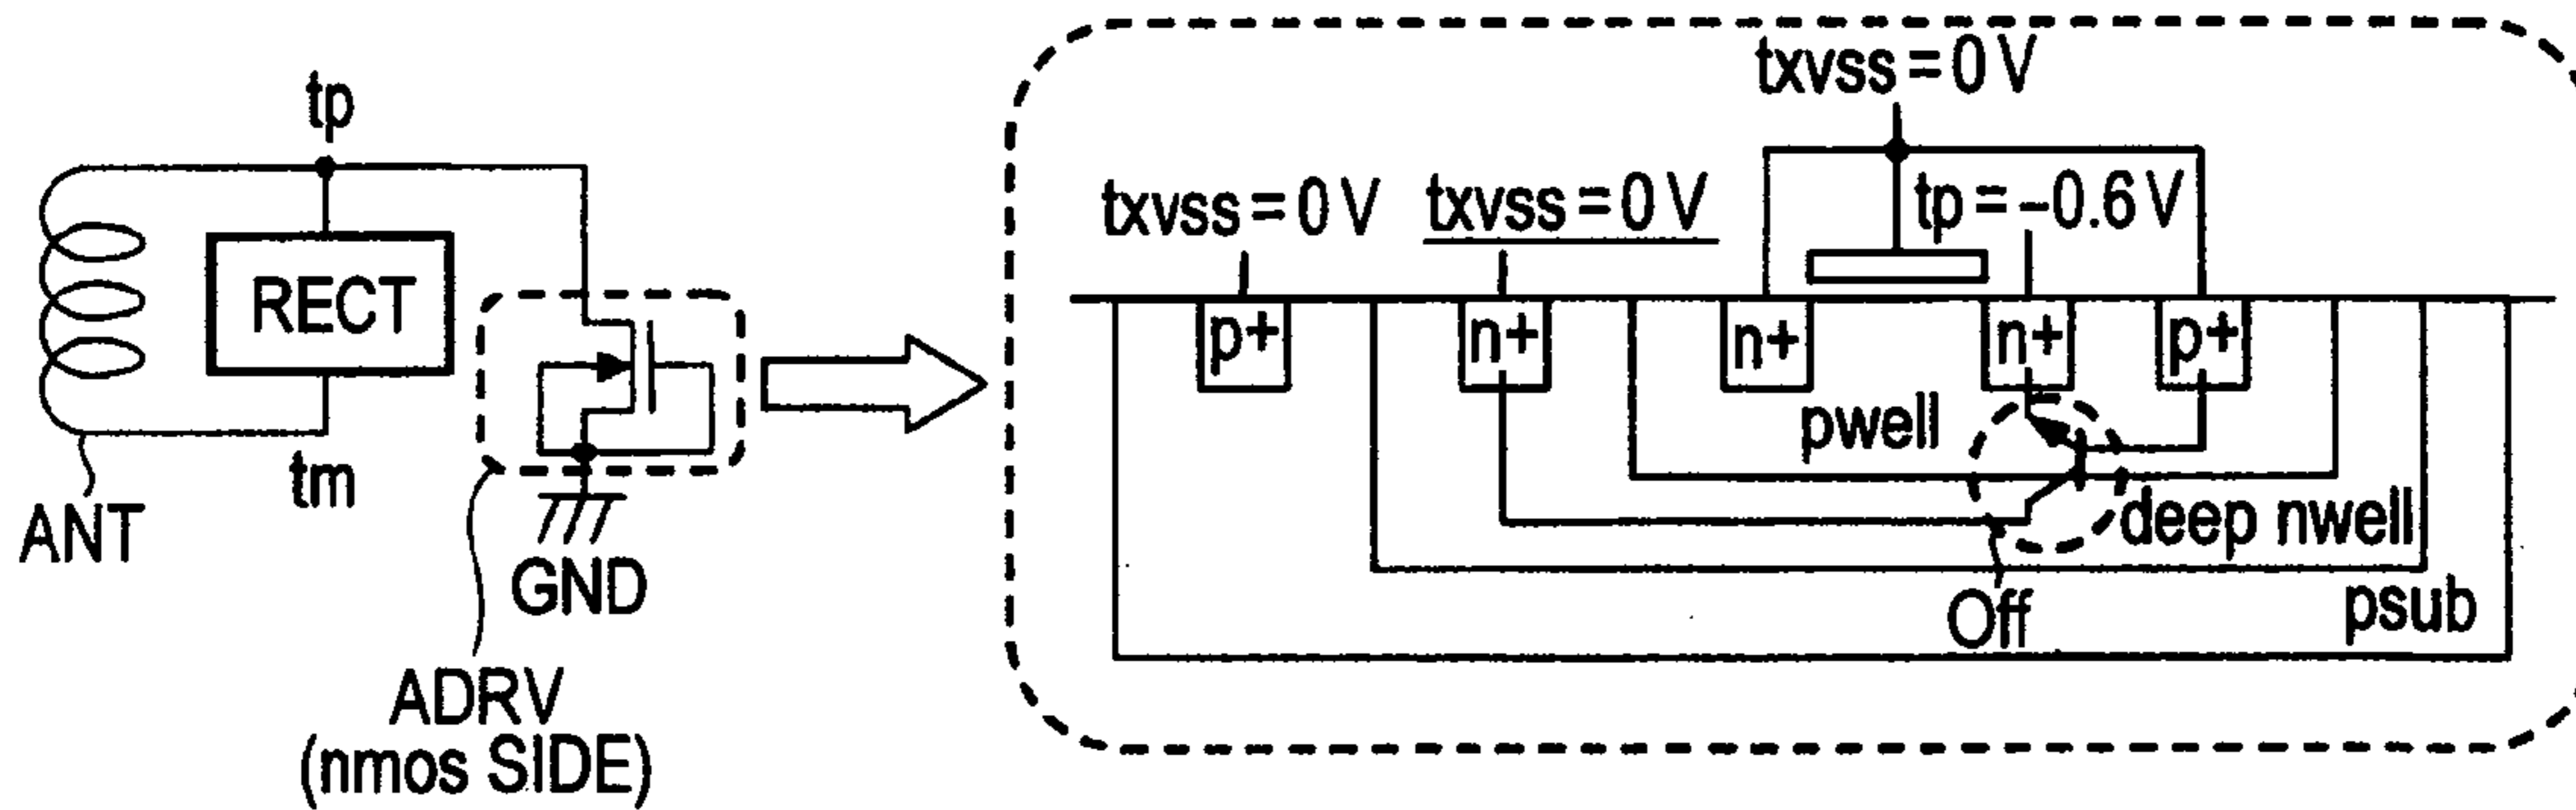 tp
RECT
tm
ANT
GND
ADRV
(nmos SIDE)
txvss = 0 V
txvss = 0 V
txvss = 0 V
tp = -0.6 V
p+
n+
n+
n+
p+
pwell
deep nwell
Off
psub